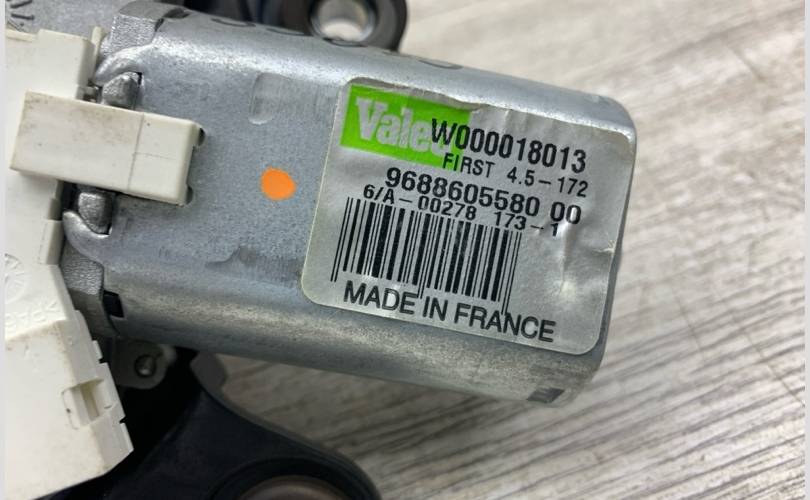 Valeo W000018013
FIRST 4.5-172
9688605580 00
6/A-00278 173-1
MADE IN FRANCE